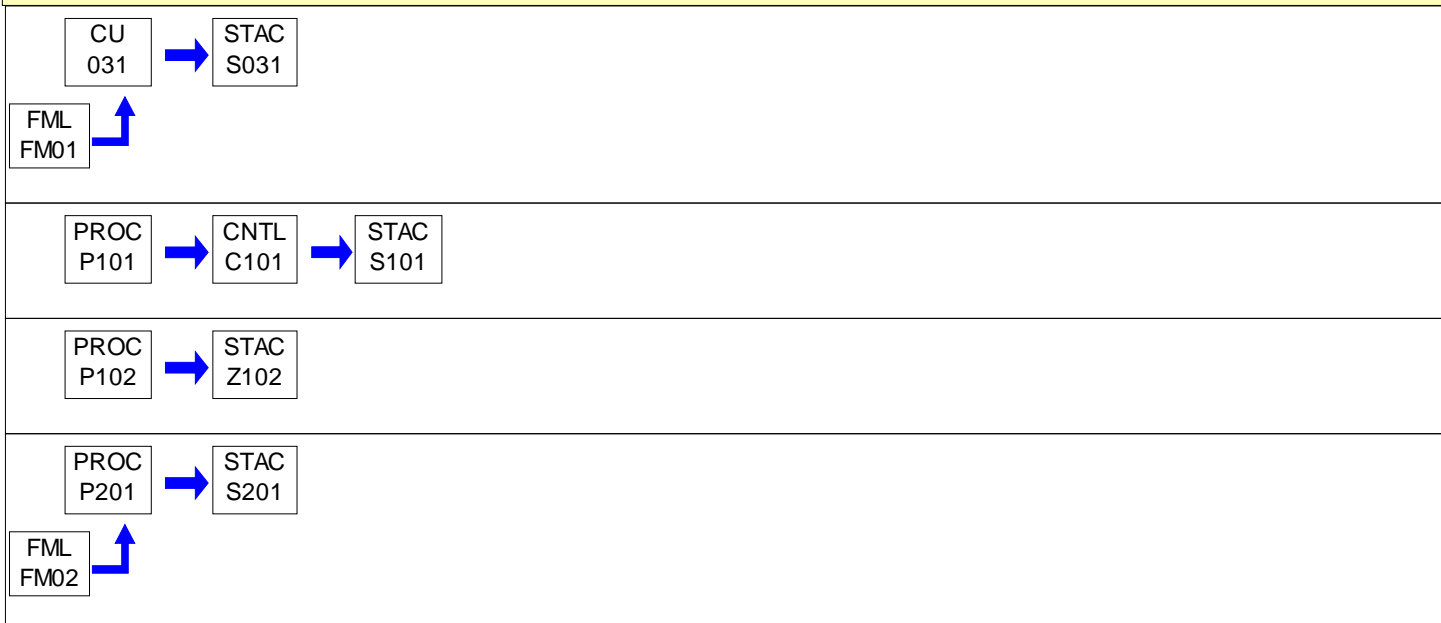 CU
031
STAC
S031
FML
FM01
PROC
P101
CNTL
C101
STAC
S101
PROC
P102
STAC
Z102
PROC
P201
STAC
S201
FML
FM02